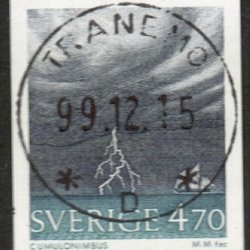 TRANEMO
99.12.15
* D *
SVERIGE 470
CUMULONIMBUS M.M. fec.